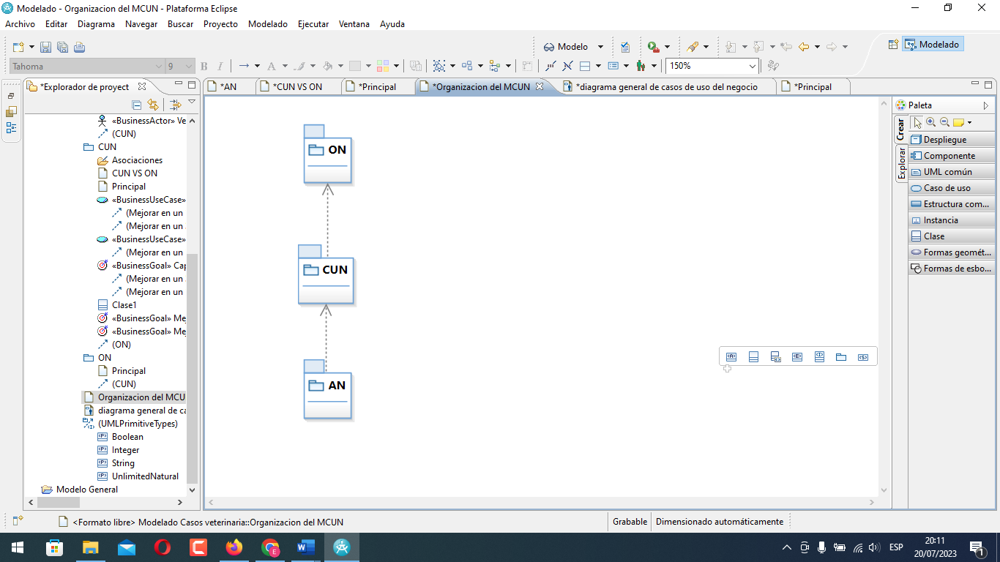 Modelado - Organizacion del MCUN - Plataforma Eclipse
Archivo Editar Diagrama Navegar Buscar Proyecto Modelado Ejecutar Ventana Ayuda
Modelo
Modelado
Tahoma 9 B I A 150%
*Explorador de proyect
*AN *CUN VS ON *Principal *Organizacion del MCUN *diagrama general de casos de uso del negocio *Principal
«BusinessActor» Ve
(CUN)
CUN
Asociaciones
CUN VS ON
Principal
«BusinessUseCase»
(Mejorar en un
(Mejorar en un
«BusinessUseCase»
(Mejorar en un
«BusinessGoal» Cap
(Mejorar en un
(Mejorar en un
Clase1
«BusinessGoal» Me
«BusinessGoal» Me
(ON)
ON
Principal
(CUN)
Organizacion del MCU
diagrama general de ca
(UMLPrimitiveTypes)
Boolean
Integer
String
UnlimitedNatural
Modelo General
ON
CUN
AN
Paleta
Crear
Explorar
Despliegue
Componente
UML común
Caso de uso
Estructura com...
Instancia
Clase
Formas geomét...
Formas de esbo...
<Formato libre> Modelado Casos veterinaria::Organizacion del MCUN
Grabable
Dimensionado automáticamente
ESP
20:11
20/07/2023
1